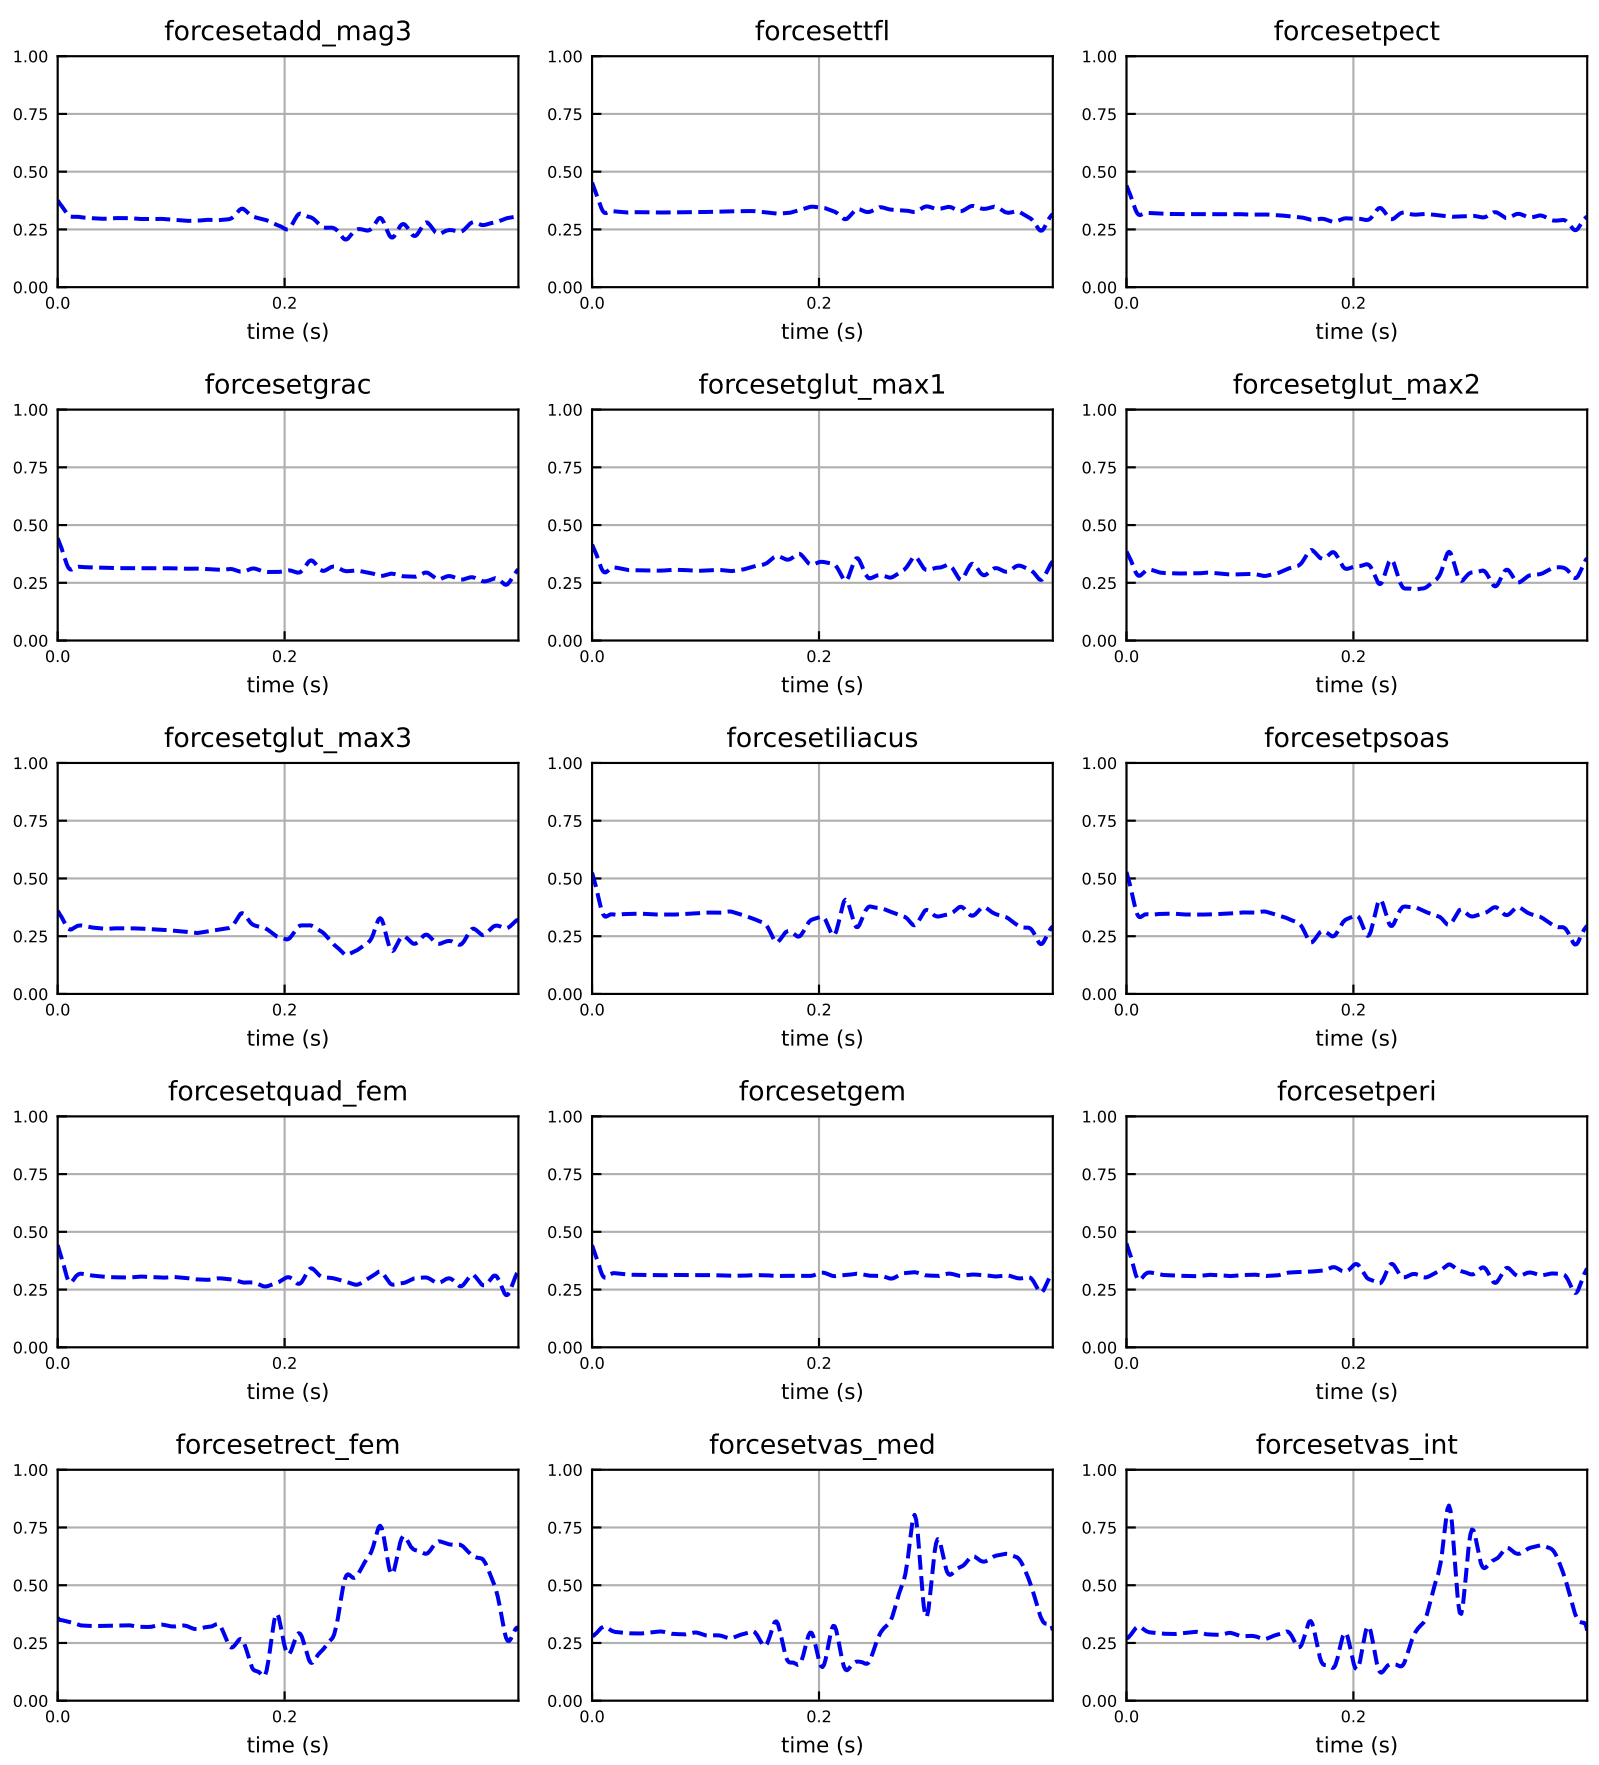 forcesetadd_mag3 forcesettfl forcesetpect
1.00 1.00 1.00
0.75 0.75 0.75
0.50 0.50 0.50
0.25 0.25 0.25
0.00 0.00 0.00
0.0 0.2 0.0 0.2 0.0 0.2
time (s) time (s) time (s)
forcesetgrac forcesetglut_max1 forcesetglut_max2
1.00 1.00 1.00
0.75 0.75 0.75
0.50 0.50 0.50
0.25 0.25 0.25
0.00 0.00 0.00
0.0 0.2 0.0 0.2 0.0 0.2
time (s) time (s) time (s)
forcesetglut_max3 forcesetiliacus forcesetpsoas
1.00 1.00 1.00
0.75 0.75 0.75
0.50 0.50 0.50
0.25 0.25 0.25
0.00 0.00 0.00
0.0 0.2 0.0 0.2 0.0 0.2
time (s) time (s) time (s)
forcesetquad_fem forcesetgem forcesetperi
1.00 1.00 1.00
0.75 0.75 0.75
0.50 0.50 0.50
0.25 0.25 0.25
0.00 0.00 0.00
0.0 0.2 0.0 0.2 0.0 0.2
time (s) time (s) time (s)
forcesetrect_fem forcesetvas_med forcesetvas_int
1.00 1.00 1.00
0.75 0.75 0.75
0.50 0.50 0.50
0.25 0.25 0.25
0.00 0.00 0.00
0.0 0.2 0.0 0.2 0.0 0.2
time (s) time (s) time (s)